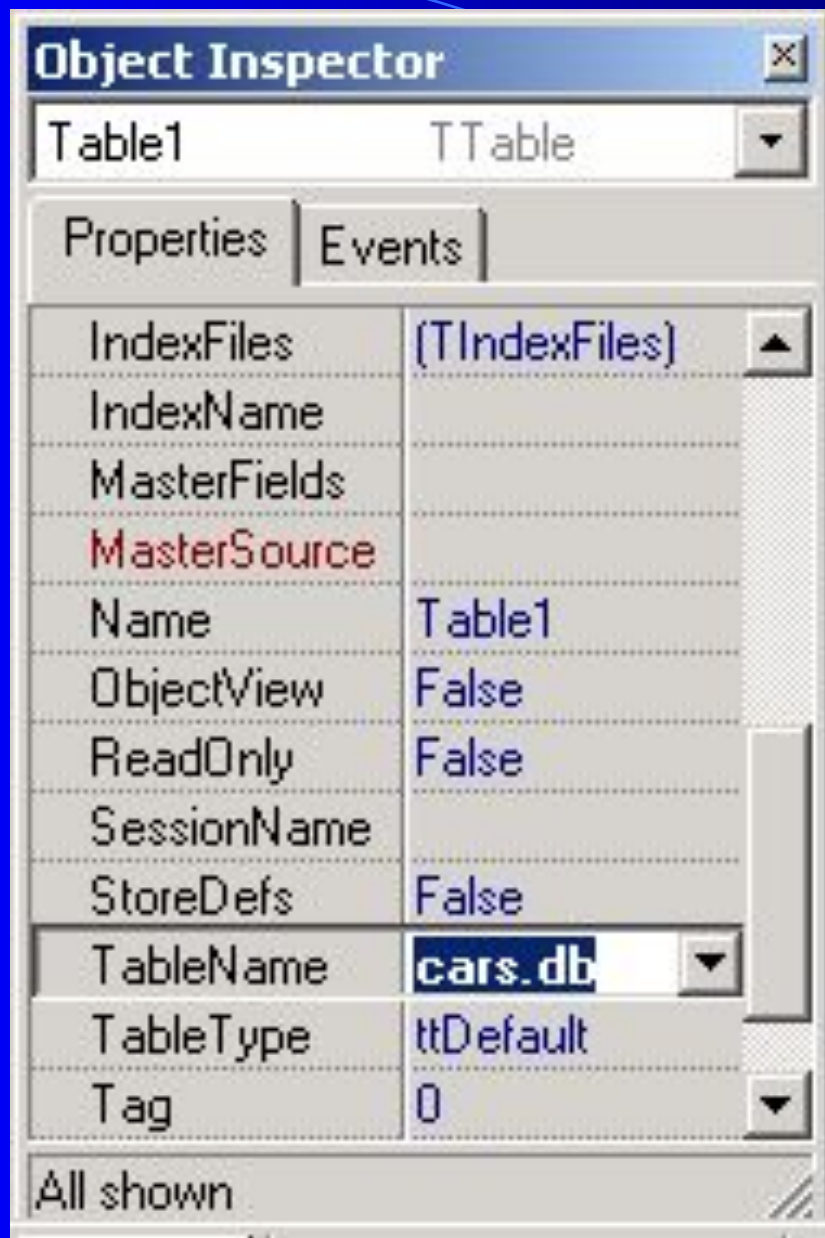 Object Inspector
Table1 TTable
Properties Events
IndexFiles (TIndexFiles)
IndexName
MasterFields
MasterSource
Name Table1
ObjectView False
ReadOnly False
SessionName
StoreDefs False
TableName cars.db
TableType ttDefault
Tag 0
All shown